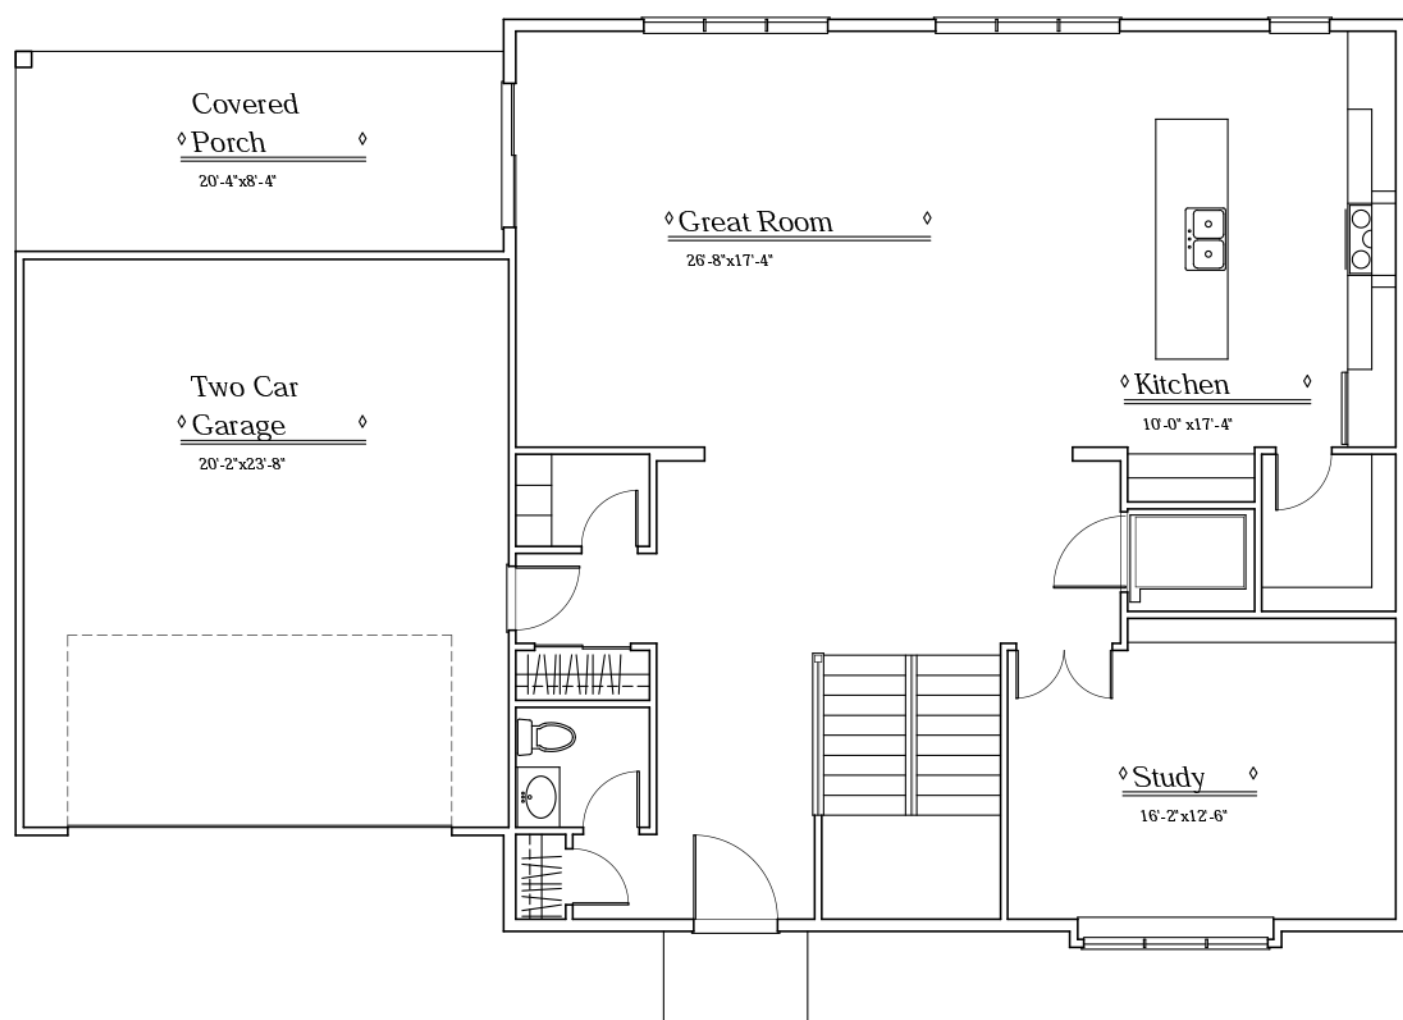 Covered
Porch
20'-4"x8'-4"
Great Room
26'-8"x17'-4"
Two Car
Garage
20'-2"x23'-8"
Kitchen
10'-0" x17'-4"
Study
16'-2"x12'-6"